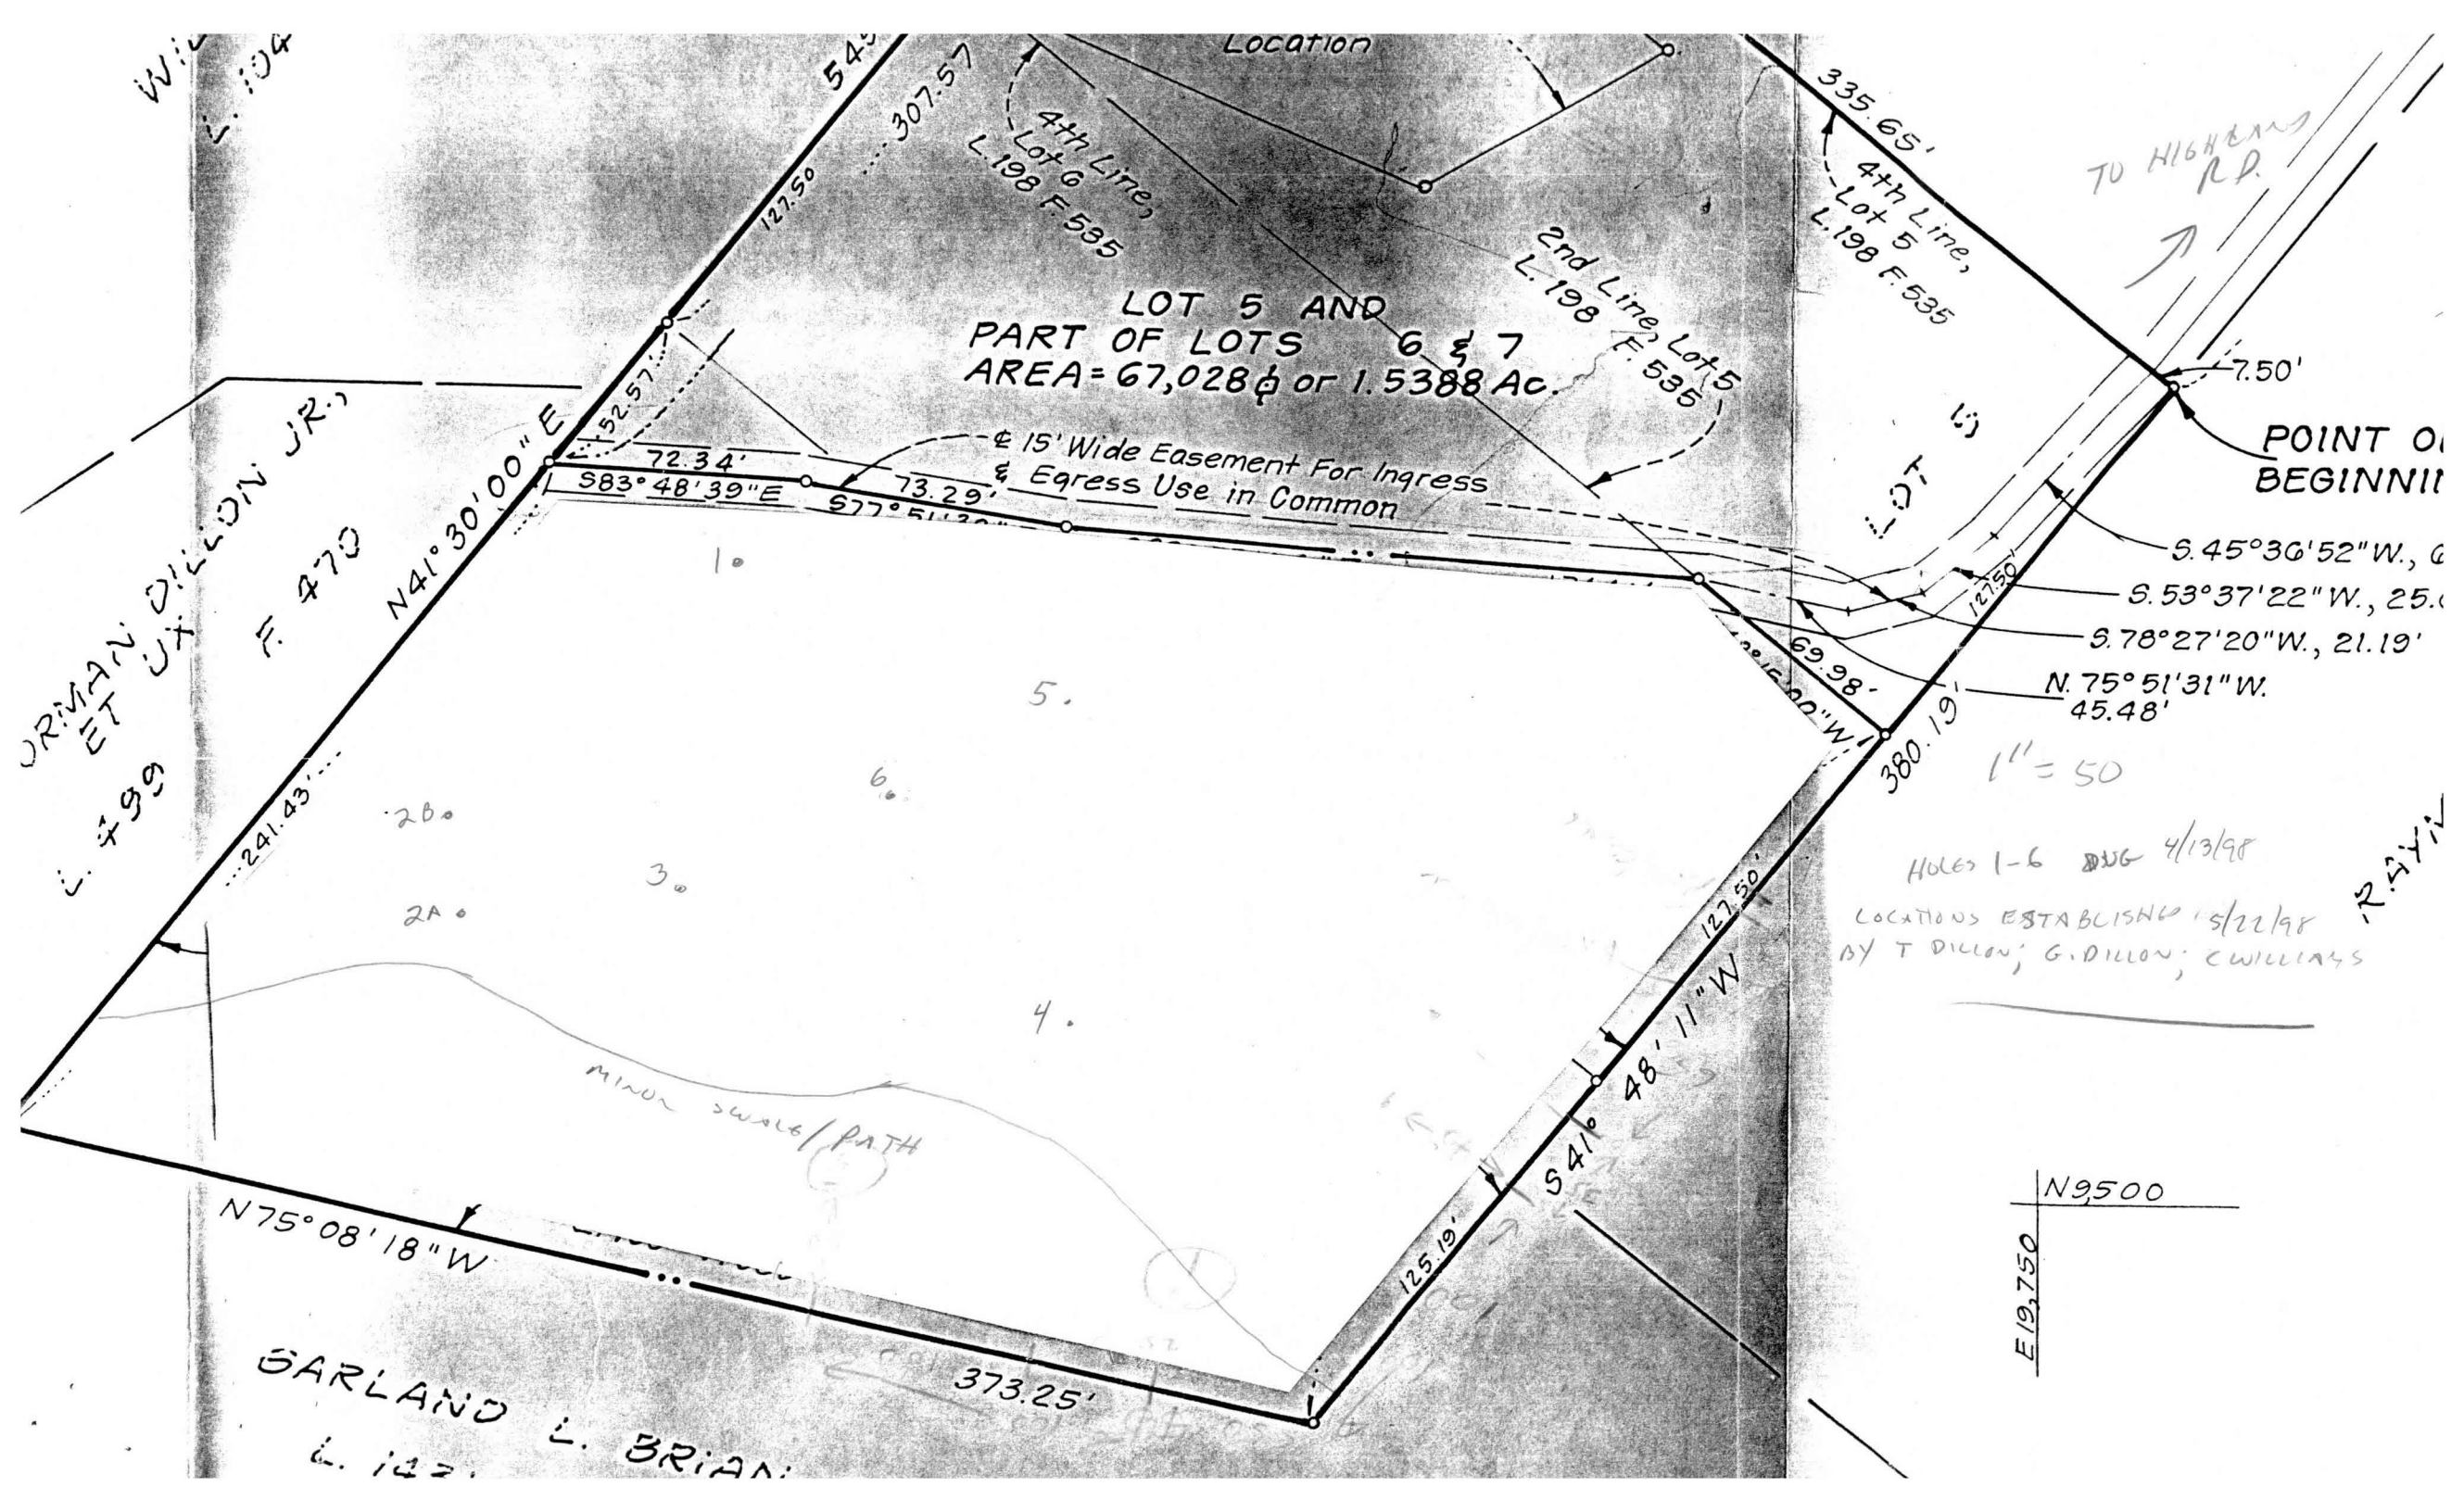 Location
307.57
127.50
4th Line,
Lot 6
L.198 F.535
335.65'
4th Line,
Lot 5
L.198 F.535
TO HIGHLAND
RD.
2nd Line, Lot 5
L.198 F.535
LOT 5 AND
PART OF LOTS 6 & 7
AREA= 67,028 or 1.5388 Ac.
7.50'
POINT
LOT 5
52.57'
℄ 15' Wide Easement For Ingress
& Egress Use in Common
72.34'
S83°48'39"E
73.29'
N41°30'00"E
DILLON JR.,
ET UX
L. 499 F. 470
S.45°36'52"W.,
S.53°37'22"W., 25.
S.78°27'20"W., 21.19'
N. 75°51'31"W.
45.48'
127.50'
69.98'
380.19'
1" = 50
1
5.
6
2B
3
2A
4.
241.43'
HOLES 1-6 DUG 4/13/98
LOCATIONS ESTABLISHED 5/22/98
BY T DILLON; G. DILLON; C WILLIAMS
127.50'
S 41° 48' 11" W
MINOR SWALE/PATH
125.19'
N9,500
E19,750
N75°08'18"W
373.25'
GARLAND L. BRIAN